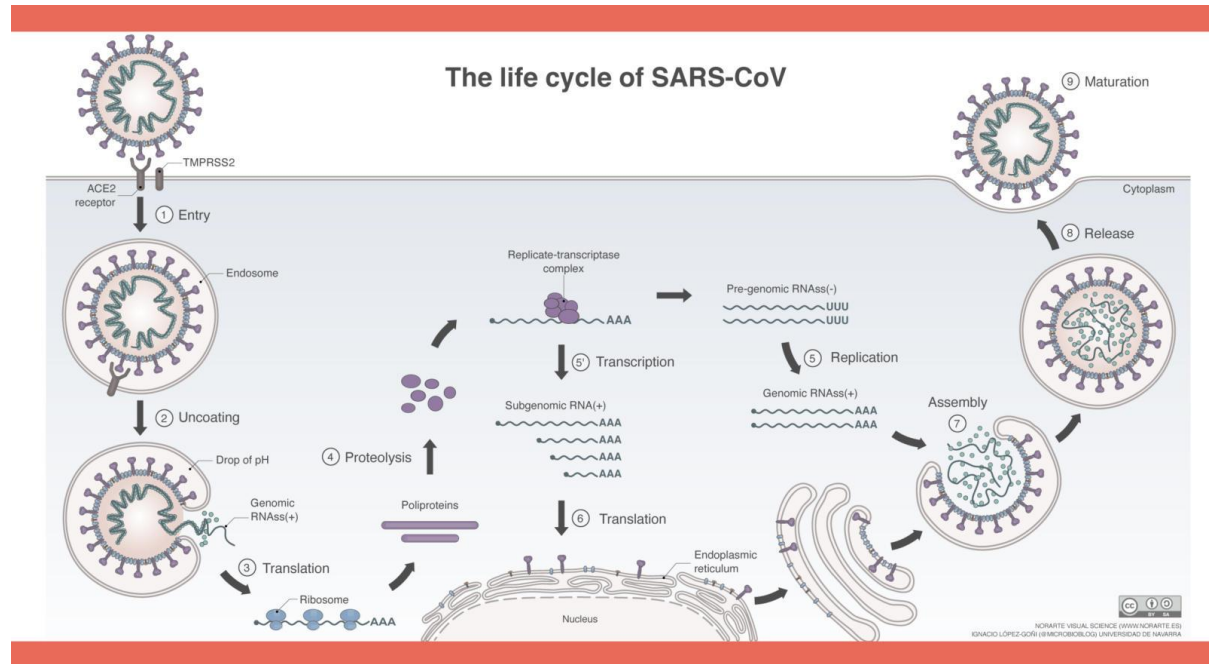 The life cycle of SARS-CoV
TMPRSS2
ACE2
receptor
1 Entry
Endosome
2 Uncoating
Drop of pH
Genomic
RNAss(+)
3 Translation
Ribosome
AAA
Poliproteins
4 Proteolysis
Replicate-transcriptase
complex
AAA
5' Transcription
Subgenomic RNA(+)
AAA
AAA
AAA
AAA
6 Translation
Endoplasmic
reticulum
Nucleus
Pre-genomic RNAss(-)
UUU
UUU
5 Replication
Genomic RNAss(+)
AAA
AAA
Assembly
7
8 Release
9 Maturation
Cytoplasm
cc
BY SA
NORARTE VISUAL SCIENCE (WWW.NORARTE.ES)
IGNACIO LÓPEZ-GOÑI (@MICROBIOBLOG) UNIVERSIDAD DE NAVARRA